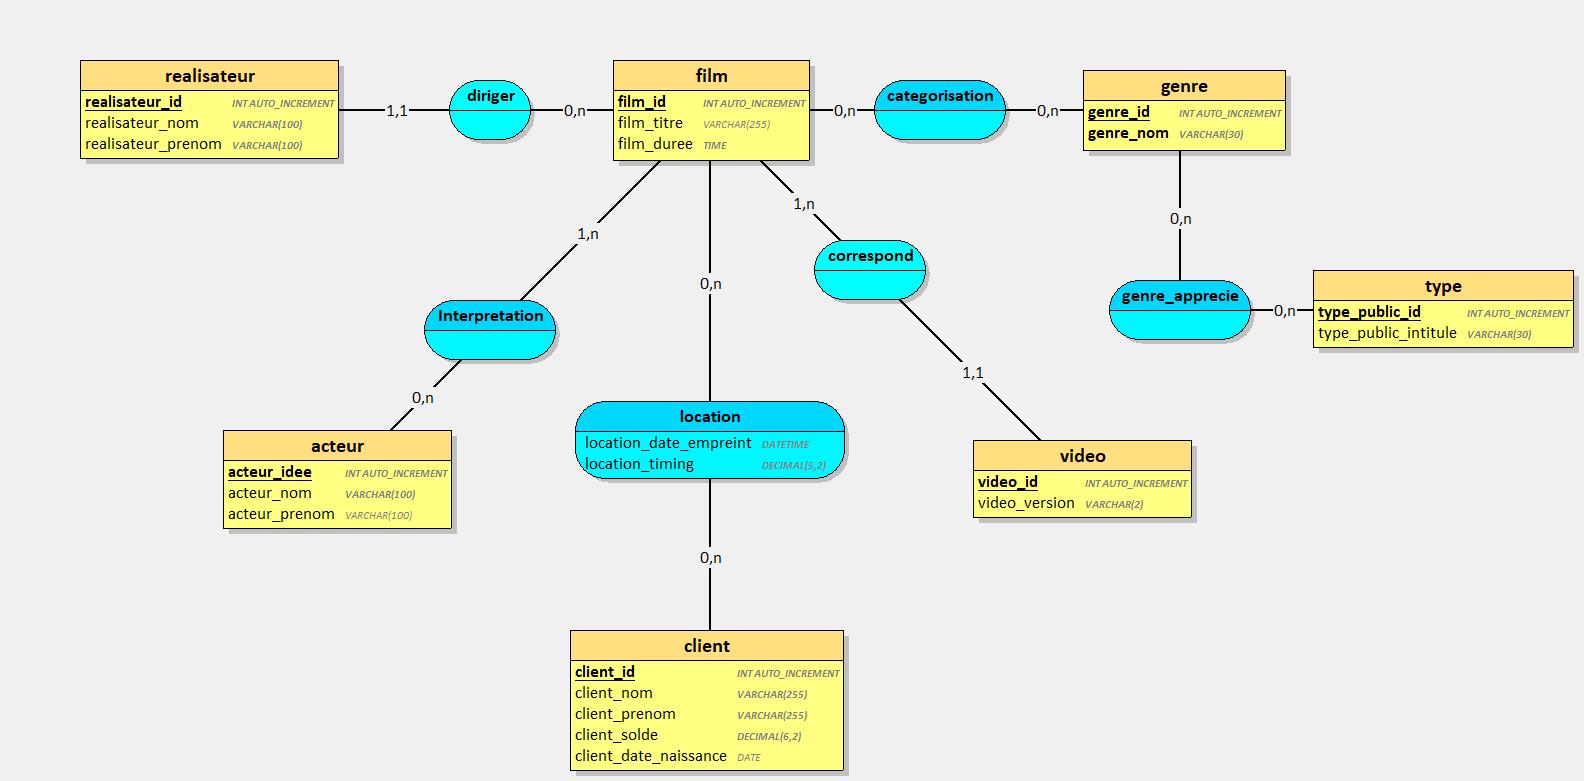 realisateur
realisateur_id INT AUTO_INCREMENT
realisateur_nom VARCHAR(100)
realisateur_prenom VARCHAR(100)
1,1
diriger
0,n
film
film_id INT AUTO_INCREMENT
film_titre VARCHAR(255)
film_duree TIME
0,n
categorisation
0,n
genre
genre_id INT AUTO_INCREMENT
genre_nom VARCHAR(30)
1,n
0,n
1,n
0,n
Interpretation
correspond
genre_apprecie
0,n
type
type_public_id INT AUTO_INCREMENT
type_public_intitule VARCHAR(30)
0,n
1,1
acteur
acteur_idee INT AUTO_INCREMENT
acteur_nom VARCHAR(100)
acteur_prenom VARCHAR(100)
location
location_date_empreint DATETIME
location_timing DECIMAL(5,2)
video
video_id INT AUTO_INCREMENT
video_version VARCHAR(2)
0,n
client
client_id INT AUTO_INCREMENT
client_nom VARCHAR(255)
client_prenom VARCHAR(255)
client_solde DECIMAL(6,2)
client_date_naissance DATE